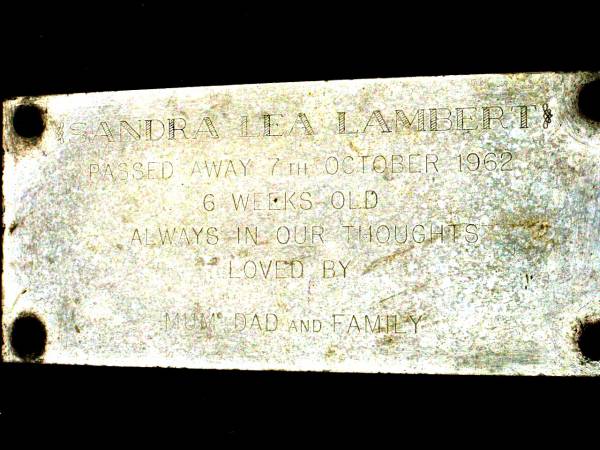 SANDRA LEA LAMBERT
PASSED AWAY 7TH OCTOBER 1962
6 WEEKS OLD
ALWAYS IN OUR THOUGHTS
LOVED BY
MUM DAD AND FAMILY